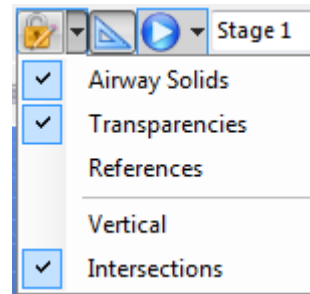 Stage 1
Airway Solids
Transparencies
References
Vertical
Intersections